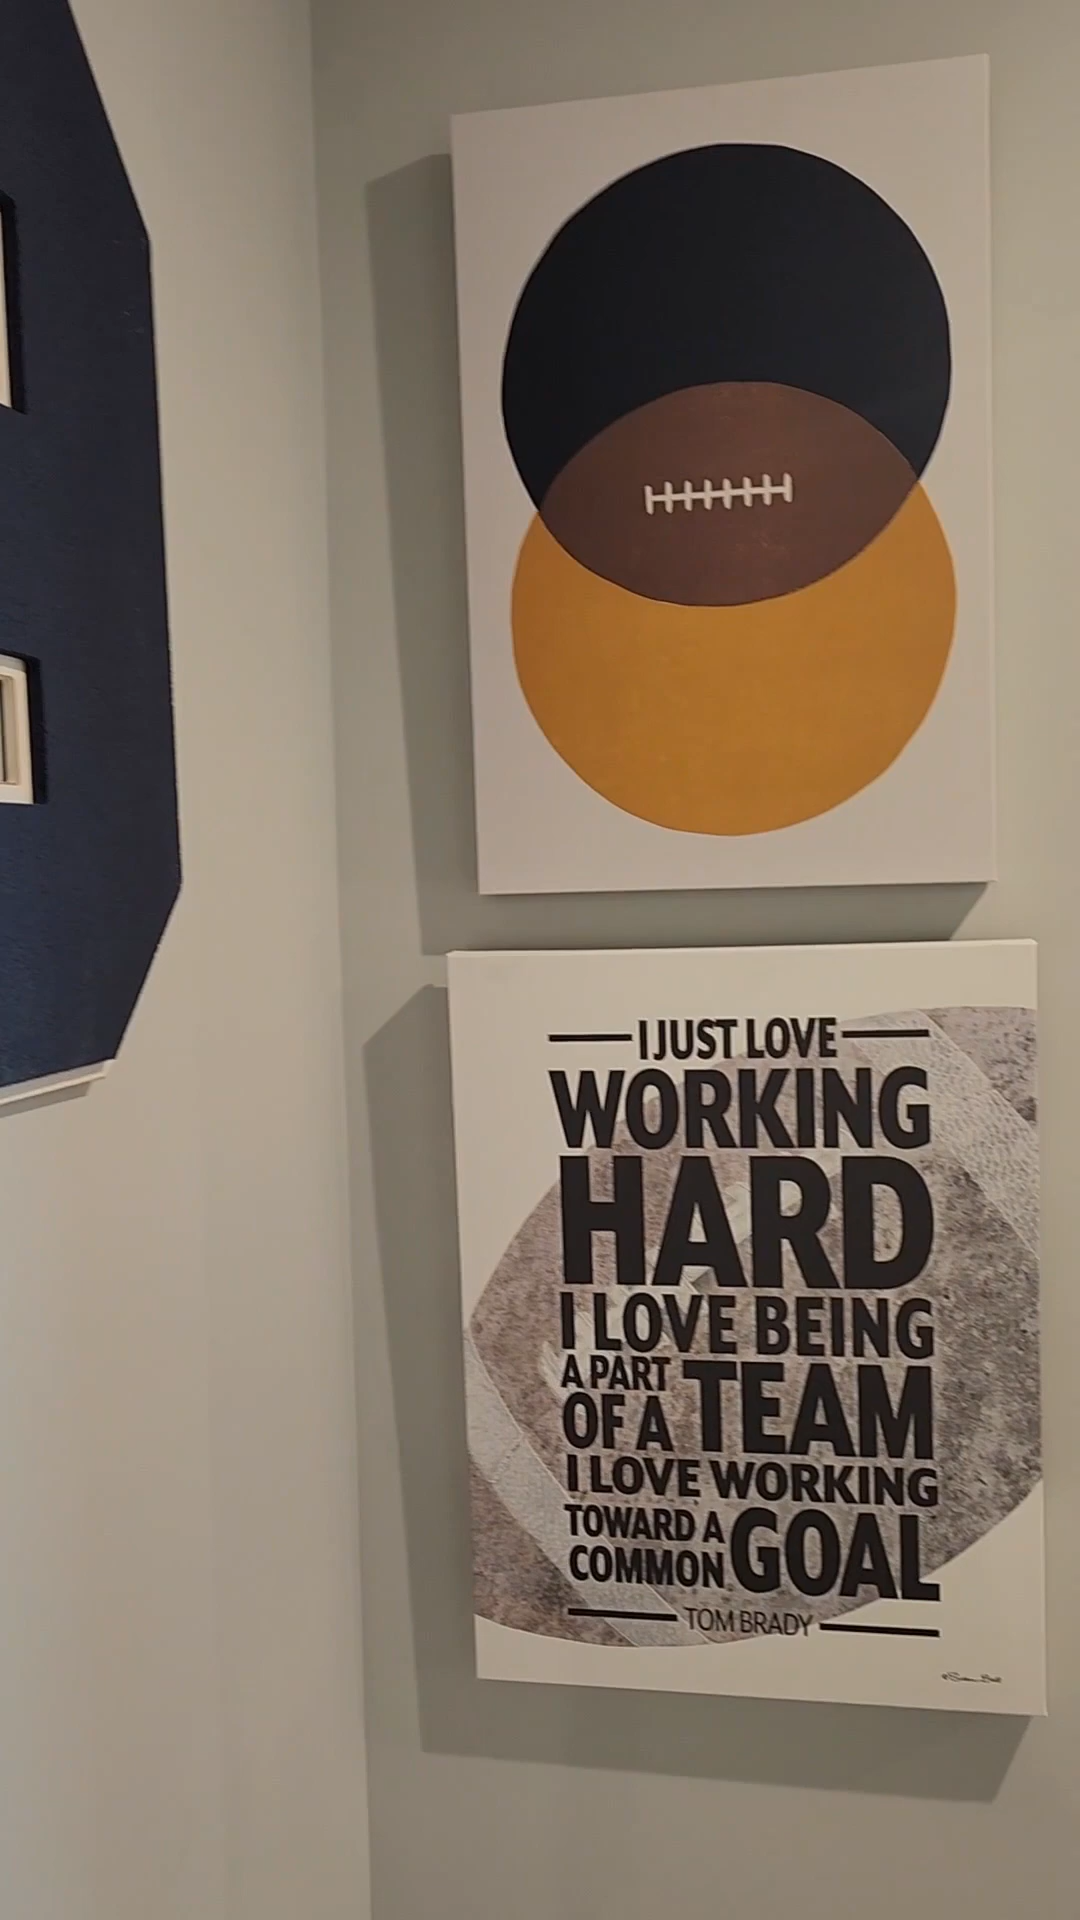 I JUST LOVE
WORKING
HARD
I LOVE BEING
A PART
OF A TEAM
I LOVE WORKING
TOWARD A
COMMON GOAL
TOM BRADY